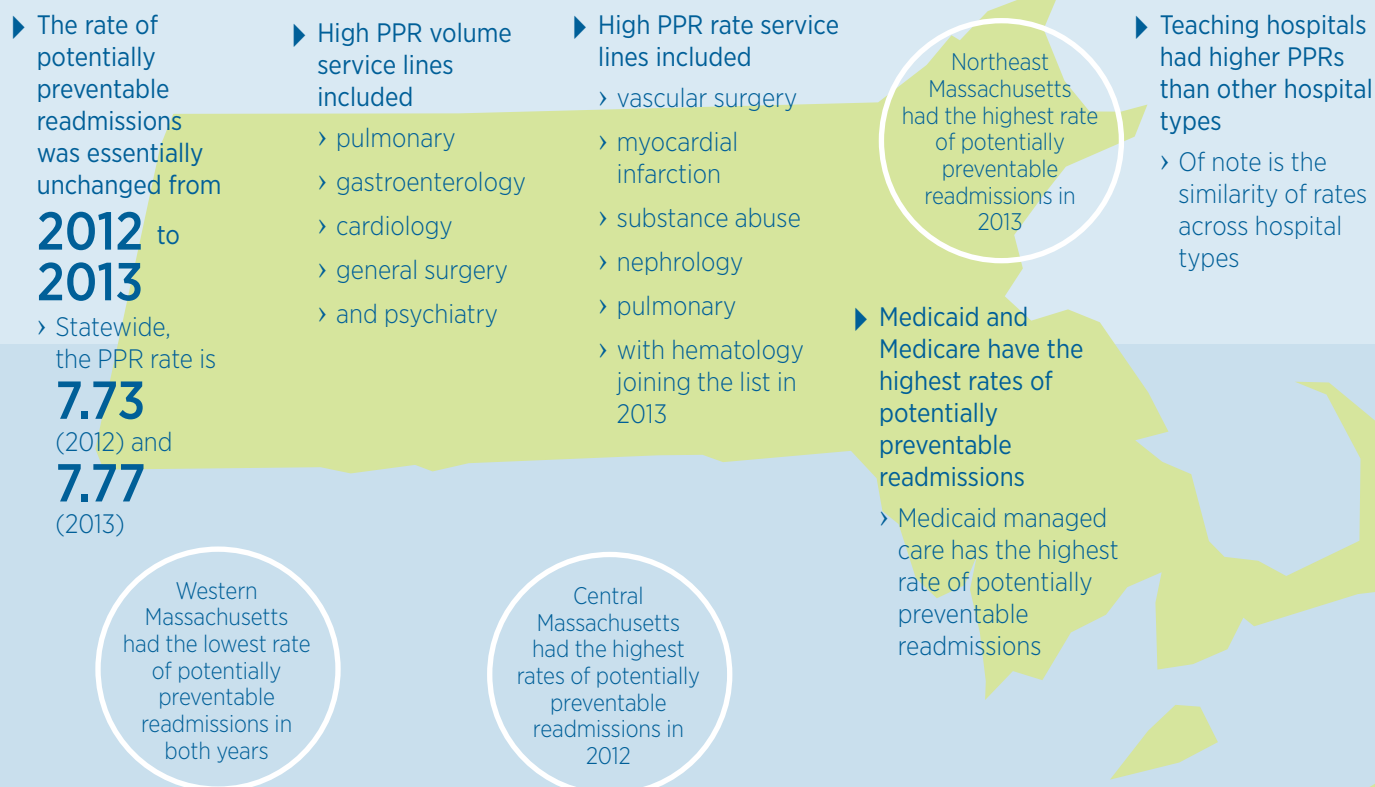 The rate of
potentially
preventable
readmissions
was essentially
unchanged from
2012 to
2013
› Statewide,
the PPR rate is
7.73
(2012) and
7.77
(2013)
High PPR volume
service lines
included
› pulmonary
› gastroenterology
› cardiology
› general surgery
› and psychiatry
High PPR rate service
lines included
› vascular surgery
› myocardial
infarction
› substance abuse
› nephrology
› pulmonary
› with hematology
joining the list in
2013
Northeast
Massachusetts
had the highest rate
of potentially
preventable
readmissions in
2013
Teaching hospitals
had higher PPRs
than other hospital
types
› Of note is the
similarity of rates
across hospital
types
Medicaid and
Medicare have the
highest rates of
potentially
preventable
readmissions
› Medicaid managed
care has the highest
rate of potentially
preventable
readmissions
Western
Massachusetts
had the lowest rate
of potentially
preventable
readmissions in
both years
Central
Massachusetts
had the highest
rates of potentially
preventable
readmissions in
2012